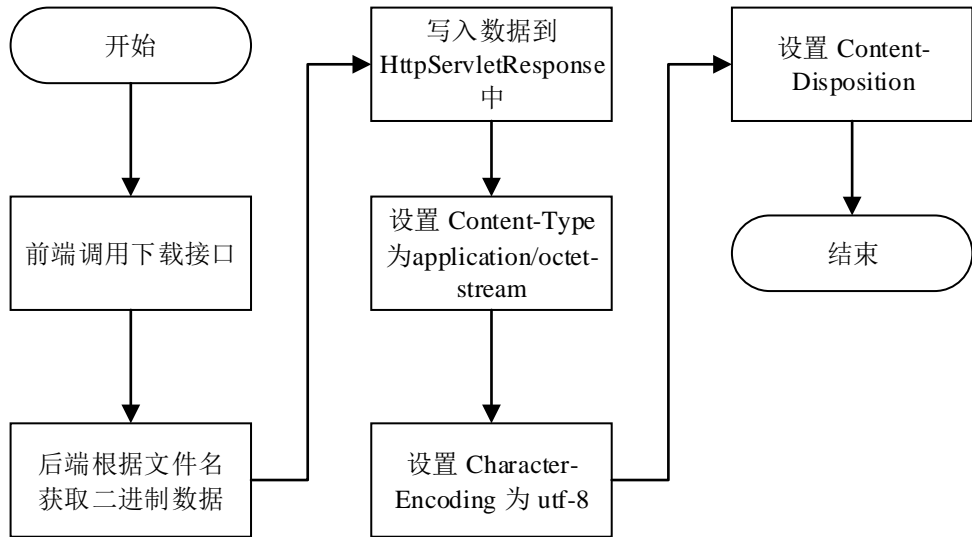 开始
前端调用下载接口
后端根据文件名
获取二进制数据
写入数据到
HttpServletResponse
中
设置 Content-Type
为application/octet-
stream
设置 Character-
Encoding 为 utf-8
设置 Content-
Disposition
结束